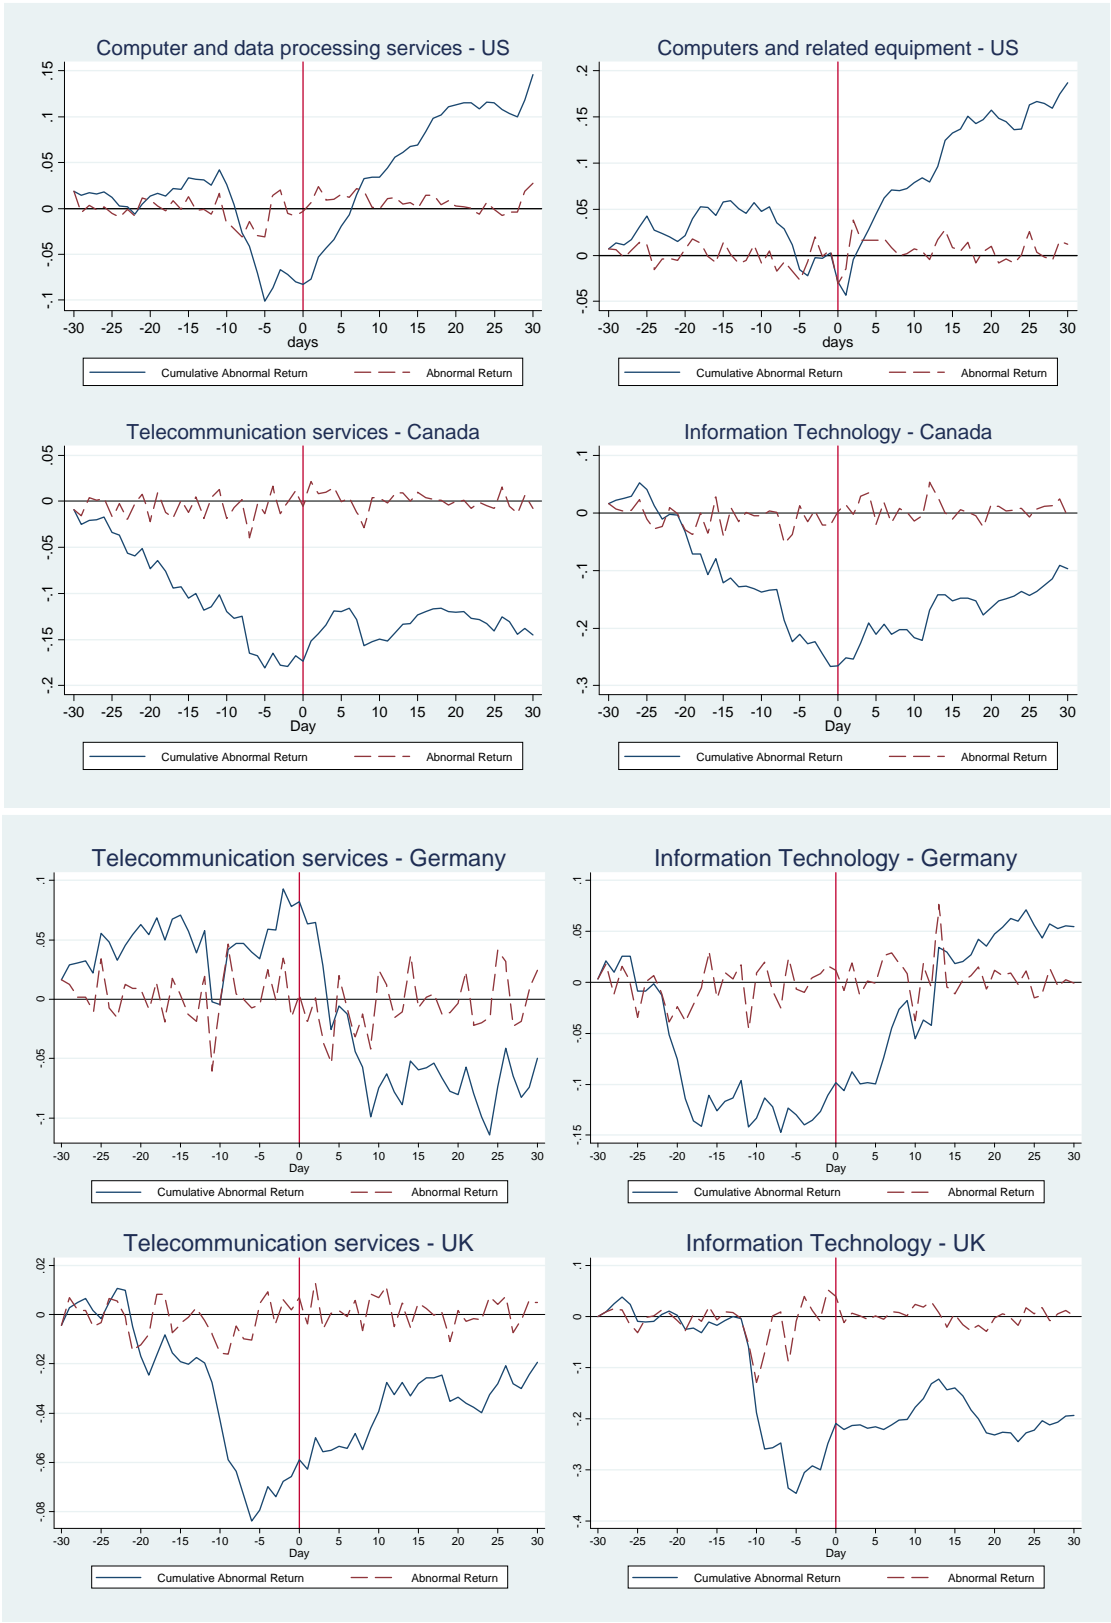 Computer and data processing services - US
.15
.1
.05
0
-.05
-.1
-30 -25 -20 -15 -10 -5 0 5 10 15 20 25 30
days
Cumulative Abnormal Return Abnormal Return
Computers and related equipment - US
.2
.15
.1
.05
0
-.05
-30 -25 -20 -15 -10 -5 0 5 10 15 20 25 30
days
Cumulative Abnormal Return Abnormal Return
Telecommunication services - Canada
.05
0
-.05
-.1
-.15
-.2
-30 -25 -20 -15 -10 -5 0 5 10 15 20 25 30
Day
Cumulative Abnormal Return Abnormal Return
Information Technology - Canada
.1
0
-.1
-.2
-.3
-30 -25 -20 -15 -10 -5 0 5 10 15 20 25 30
Day
Cumulative Abnormal Return Abnormal Return
Telecommunication services - Germany
.1
.05
0
-.05
-.1
-30 -25 -20 -15 -10 -5 0 5 10 15 20 25 30
Day
Cumulative Abnormal Return Abnormal Return
Information Technology - Germany
.1
.05
0
-.05
-.1
-.15
-30 -25 -20 -15 -10 -5 0 5 10 15 20 25 30
Day
Cumulative Abnormal Return Abnormal Return
Telecommunication services - UK
.02
0
-.02
-.04
-.06
-.08
-30 -25 -20 -15 -10 -5 0 5 10 15 20 25 30
Day
Cumulative Abnormal Return Abnormal Return
Information Technology - UK
.1
0
-.1
-.2
-.3
-.4
-30 -25 -20 -15 -10 -5 0 5 10 15 20 25 30
Day
Cumulative Abnormal Return Abnormal Return